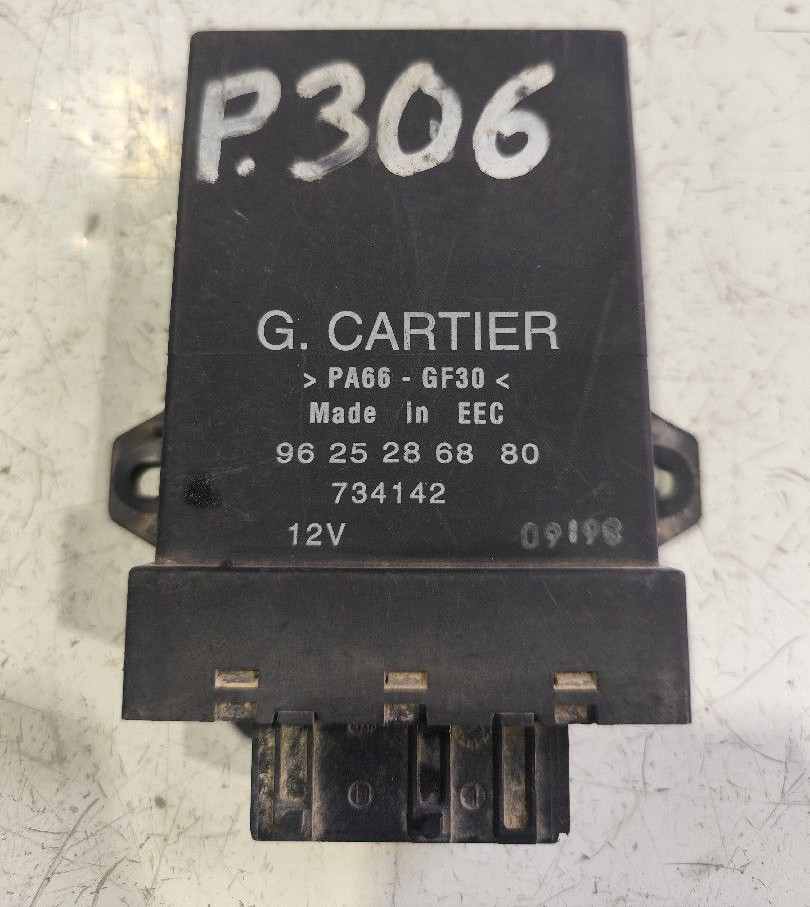 P.306
G. CARTIER
> PA66 - GF30 <
Made in EEC
96 25 28 68 80
734142
12V 09198